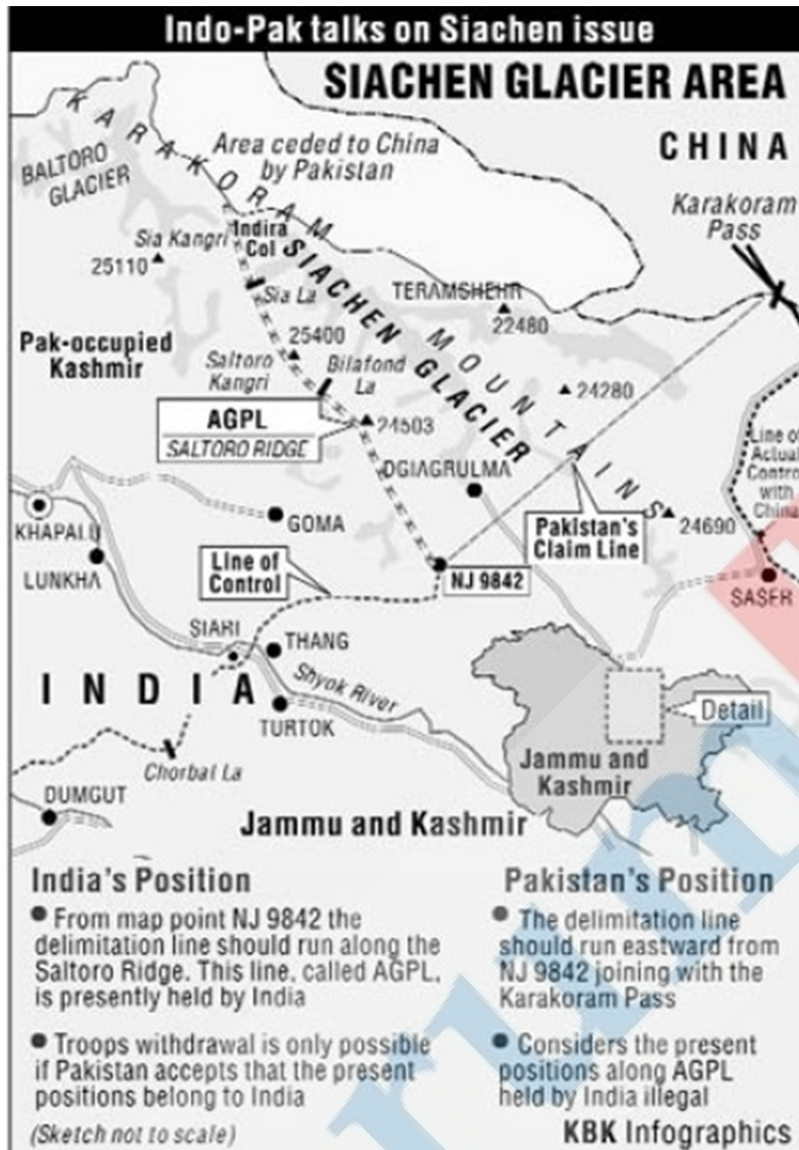 Indo-Pak talks on Siachen issue
SIACHEN GLACIER AREA
KARAKORAM
Area ceded to China
by Pakistan
CHINA
BALTORO
GLACIER
Karakoram
Pass
Sia Kangri
Indira
Col
25110
SIACHEN GLACIER
Sia La
TERAMSHEHR
22480
MOUNTAINS
Pak-occupied
Kashmir
25400
Saltoro
Kangri
Bilafond
La
24280
AGPL
SALTORO RIDGE
24503
Line of
Actual
Control
with
China
DGIAGRULMA
KHAPALU
GOMA
Pakistan's
Claim Line
24690
LUNKHA
Line of
Control
NJ 9842
SASER
SIARI
THANG
INDIA
Shyok River
TURTOK
Detail
Chorbal La
Jammu and
Kashmir
DUMGUT
Jammu and Kashmir
India's Position
● From map point NJ 9842 the
delimitation line should run along the
Saltoro Ridge. This line, called AGPL,
is presently held by India
● Troops withdrawal is only possible
if Pakistan accepts that the present
positions belong to India
(Sketch not to scale)
Pakistan's Position
● The delimitation line
should run eastward from
NJ 9842 joining with the
Karakoram Pass
● Considers the present
positions along AGPL
held by India illegal
KBK Infographics